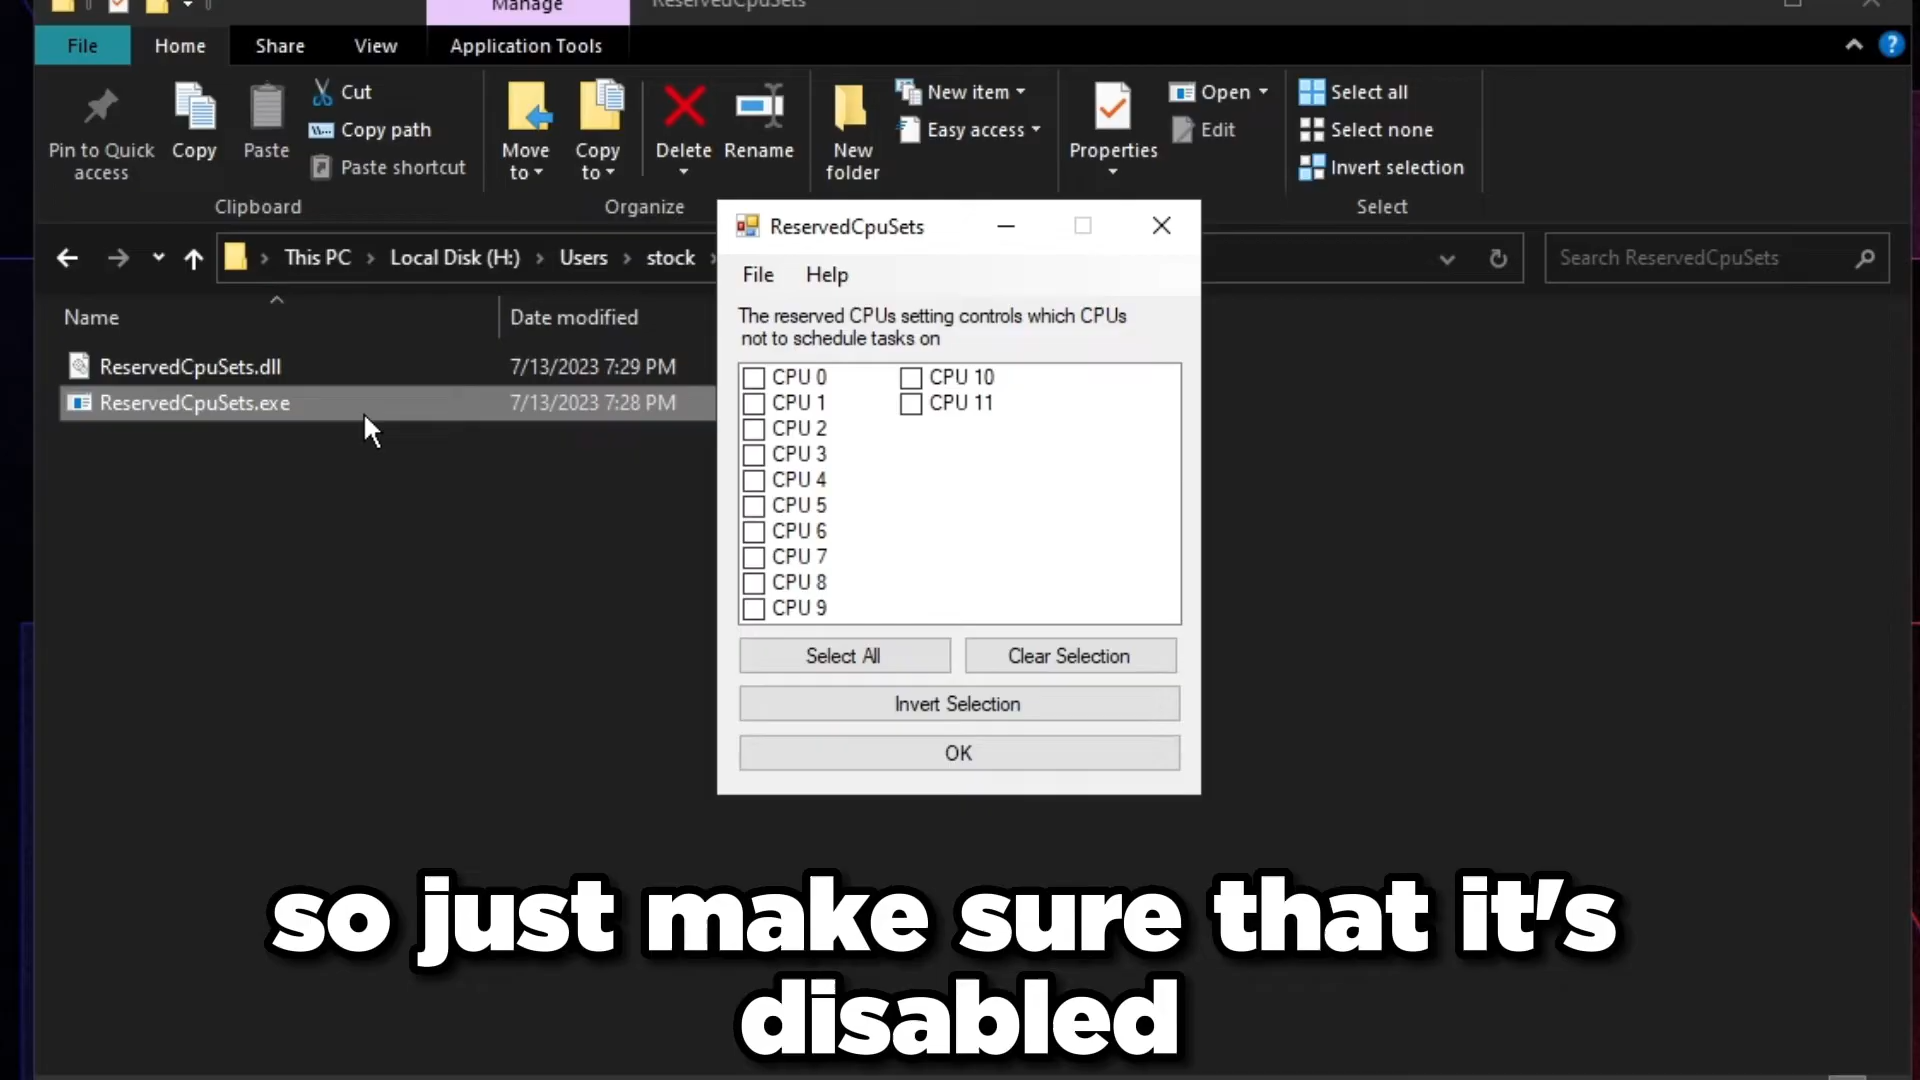 Manage
ReservedCpuSets
File
Home
Share
View
Application Tools
Pin to Quick
access
Copy
Paste
Cut
Copy path
Paste shortcut
Clipboard
Move
to
Copy
to
Delete
Rename
Organize
New
folder
New item
Easy access
Properties
Open
Edit
Select all
Select none
Invert selection
Select
This PC
Local Disk (H:)
Users
stock
Search ReservedCpuSets
Name
Date modified
ReservedCpuSets.dll
7/13/2023 7:29 PM
ReservedCpuSets.exe
7/13/2023 7:28 PM
ReservedCpuSets
File
Help
The reserved CPUs setting controls which CPUs
not to schedule tasks on
CPU 0
CPU 1
CPU 2
CPU 3
CPU 4
CPU 5
CPU 6
CPU 7
CPU 8
CPU 9
CPU 10
CPU 11
Select All
Clear Selection
Invert Selection
OK
so just make sure that it's
disabled